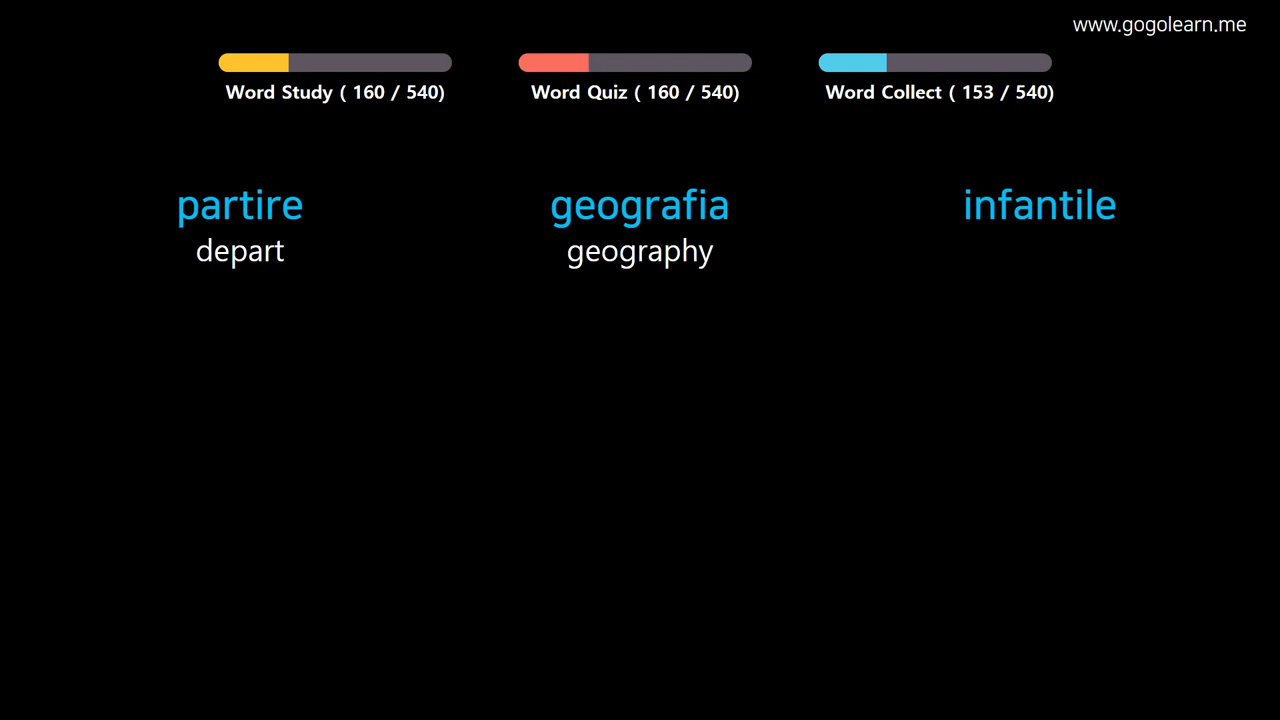 www.gogolearn.me
Word Study ( 160 / 540)
Word Quiz ( 160 / 540)
Word Collect ( 153 / 540)
partire
depart
geografia
geography
infantile